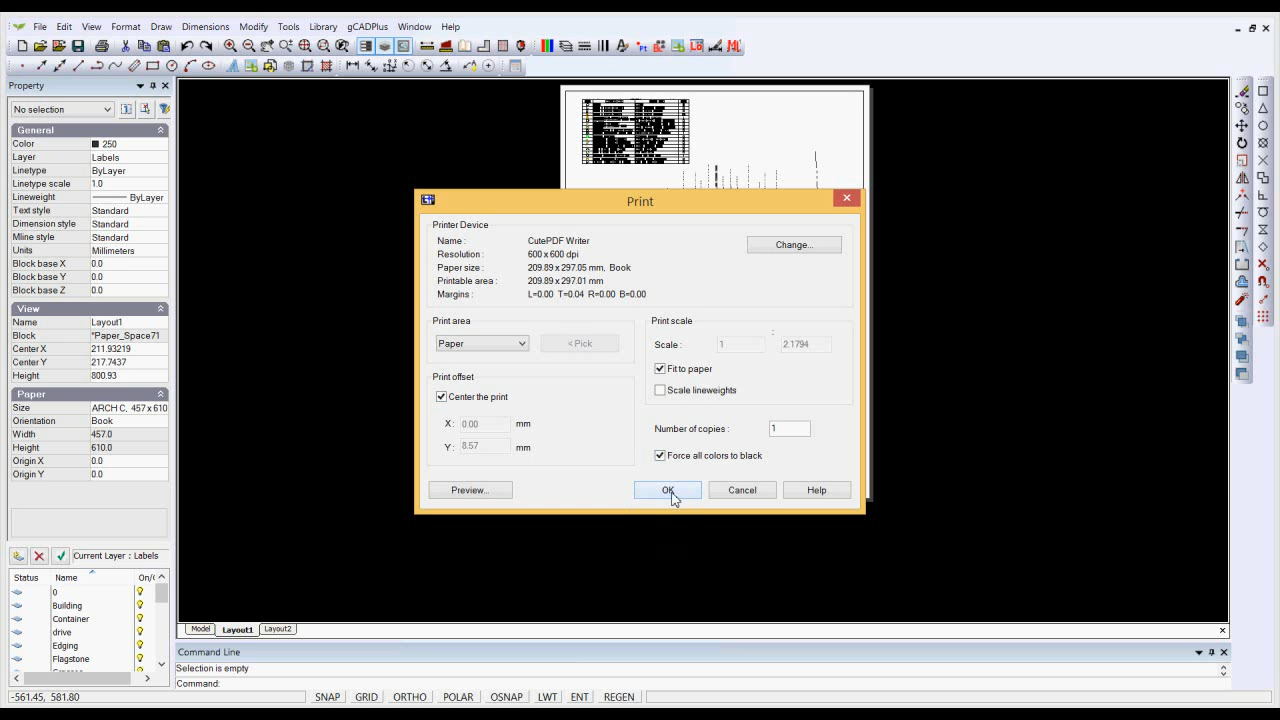 File Edit View Format Draw Dimensions Modify Tools Library gCADPlus Window Help
Property
No selection
General
Color 250
Layer Labels
Linetype ByLayer
Linetype scale 1.0
Lineweight ByLayer
Text style Standard
Dimension style Standard
Mline style Standard
Units Millimeters
Block base X 0.0
Block base Y 0.0
Block base Z 0.0
View
Name Layout1
Block *Paper_Space71
Center X 211.93219
Center Y 217.7437
Height 800.93
Paper
Size ARCH C, 457 x 610
Orientation Book
Width 457.0
Height 610.0
Origin X 0.0
Origin Y 0.0
Current Layer : Labels
Status Name On/
0
Building
Container
drive
Edging
Flagstone
Print
Printer Device
Name : CutePDF Writer
Change...
Resolution : 600 x 600 dpi
Paper size : 209.89 x 297.05 mm, Book
Printable area : 209.89 x 297.01 mm
Margins : L=0.00 T=0.04 R=0.00 B=0.00
Print area
Paper < Pick
Print offset
Center the print
X : 0.00 mm
Y : 8.57 mm
Print scale
:
Scale : 1 2.1794
Fit to paper
Scale lineweights
Number of copies : 1
Force all colors to black
Preview... OK Cancel Help
Model Layout1 Layout2
Command Line
Selection is empty
Command:
-561.45, 581.80 SNAP GRID ORTHO POLAR OSNAP LWT ENT REGEN